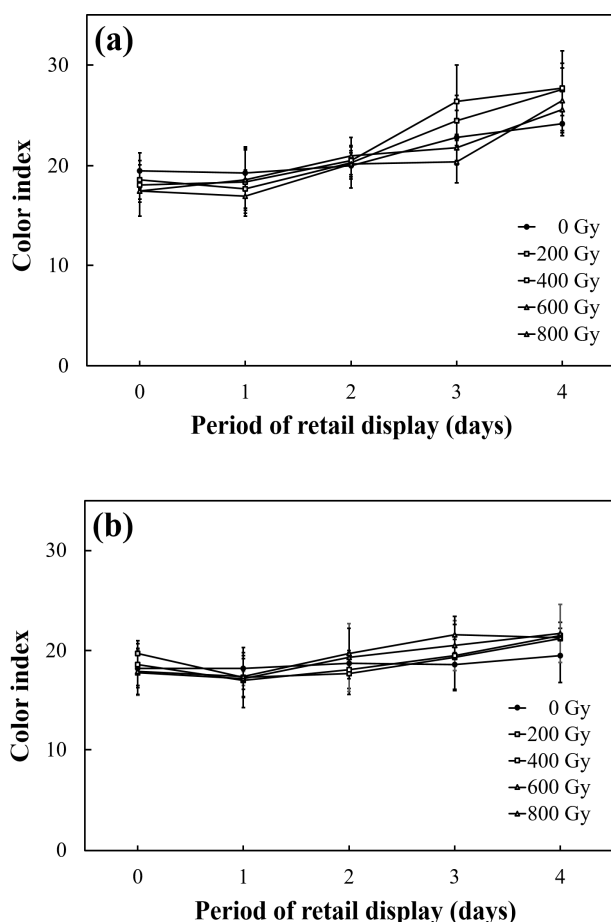 (a)
30
20
10
0
Color index
0 Gy
200 Gy
400 Gy
600 Gy
800 Gy
0 1 2 3 4
Period of retail display (days)
(b)
30
20
10
0
Color index
0 Gy
200 Gy
400 Gy
600 Gy
800 Gy
0 1 2 3 4
Period of retail display (days)